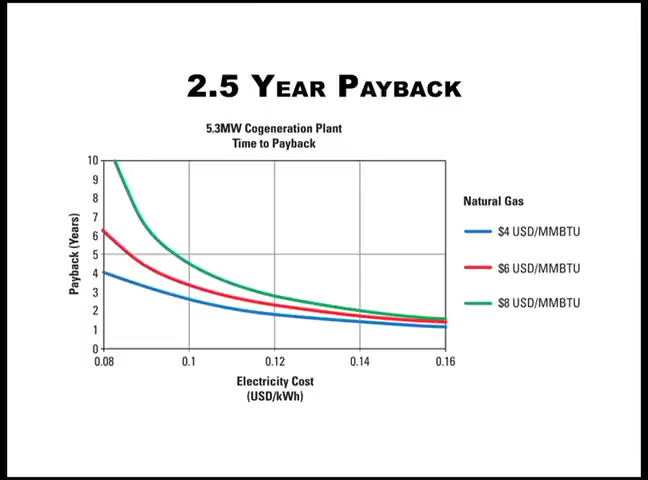 2.5 YEAR PAYBACK
5.3MW Cogeneration Plant
Time to Payback
Payback (Years)
10
9
8
7
6
5
4
3
2
1
0
0.08
0.1
0.12
0.14
0.16
Electricity Cost
(USD/kWh)
Natural Gas
$4 USD/MMBTU
$6 USD/MMBTU
$8 USD/MMBTU